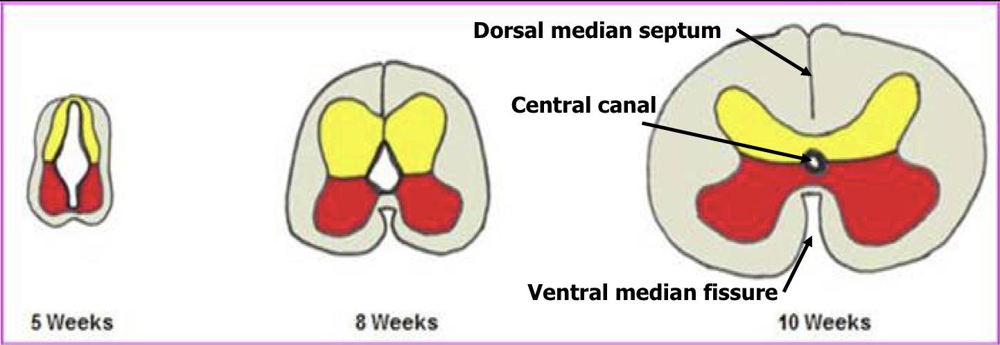 Dorsal median septum
Central canal
Ventral median fissure
5 Weeks
8 Weeks
10 Weeks